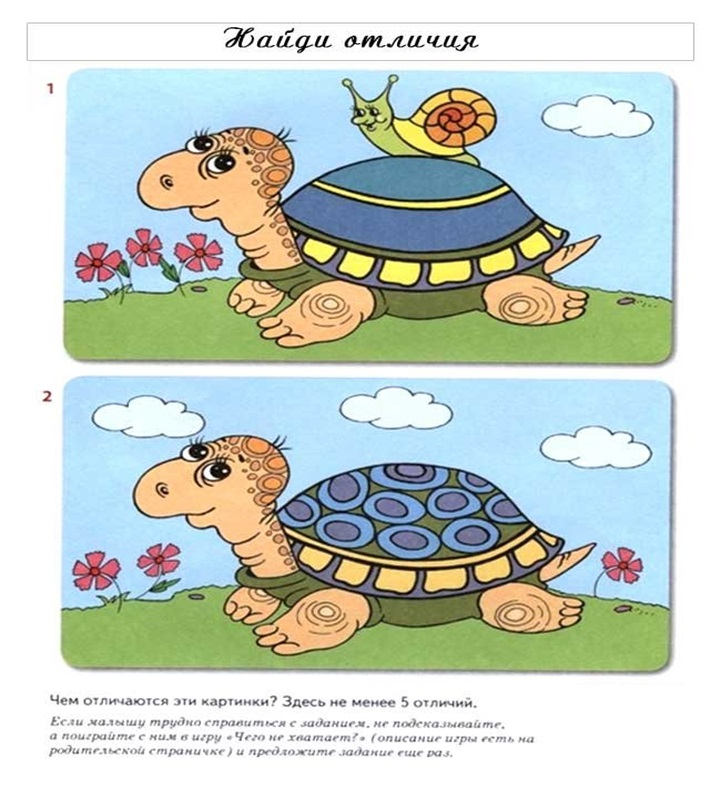 Найди отличия
1
2
Чем отличаются эти картинки? Здесь не менее 5 отличий.
Если малышу трудно справиться с заданием, не подсказывайте,
а поиграйте с ним в игру «Чего не хватает?» (описание игры есть на
родительской страничке) и предложите задание еще раз.